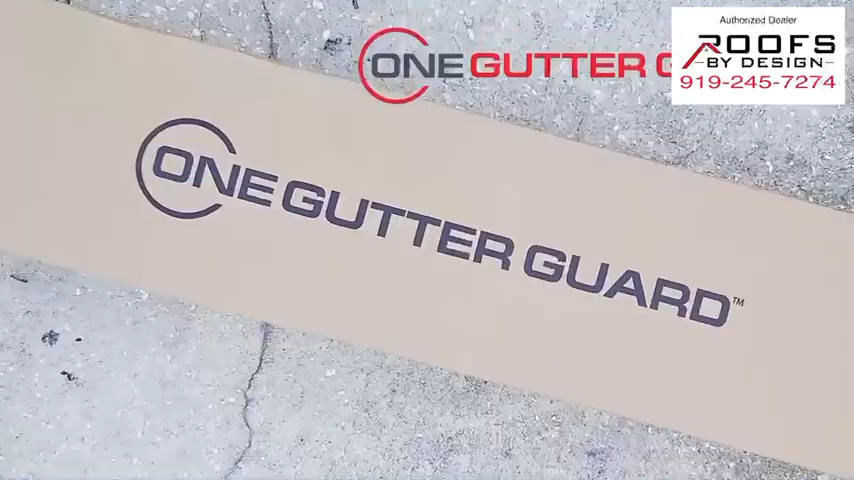 Authorized Dealer
ROOFS
BY DESIGN
919-245-7274
ONE GUTTER G
ONE GUTTER GUARD™